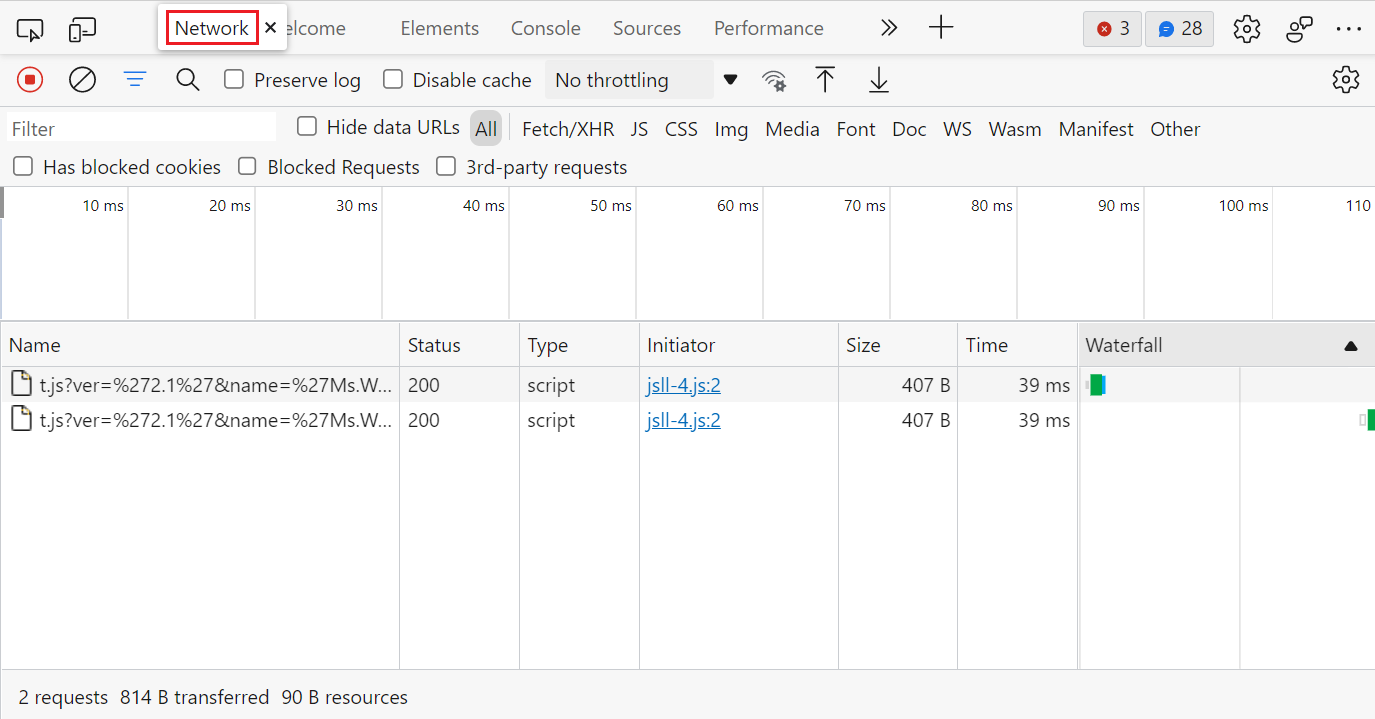 Network × elcome Elements Console Sources Performance 3 28
Preserve log Disable cache No throttling
Filter Hide data URLs All Fetch/XHR JS CSS Img Media Font Doc WS Wasm Manifest Other
Has blocked cookies Blocked Requests 3rd-party requests
10 ms 20 ms 30 ms 40 ms 50 ms 60 ms 70 ms 80 ms 90 ms 100 ms 110
Name Status Type Initiator Size Time Waterfall
t.js?ver=%272.1%27&name=%27Ms.W... 200 script jsll-4.js:2 407 B 39 ms
t.js?ver=%272.1%27&name=%27Ms.W... 200 script jsll-4.js:2 407 B 39 ms
2 requests 814 B transferred 90 B resources